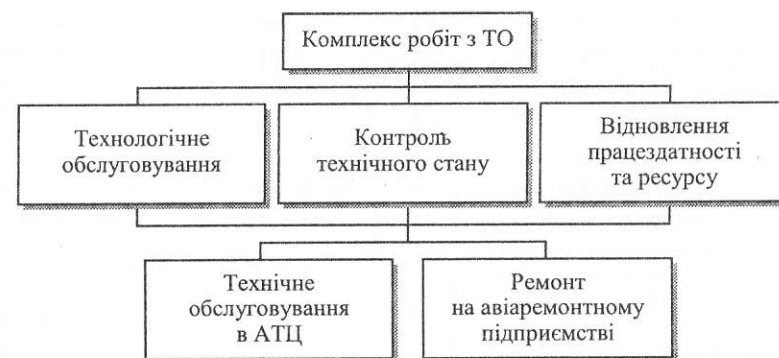 Комплекс робіт з ТО
Технологічне
обслуговування
Контроль
технічного стану
Відновлення
працездатності
та ресурсу
Технічне
обслуговування
в АТЦ
Ремонт
на авіаремонтному
підприємстві